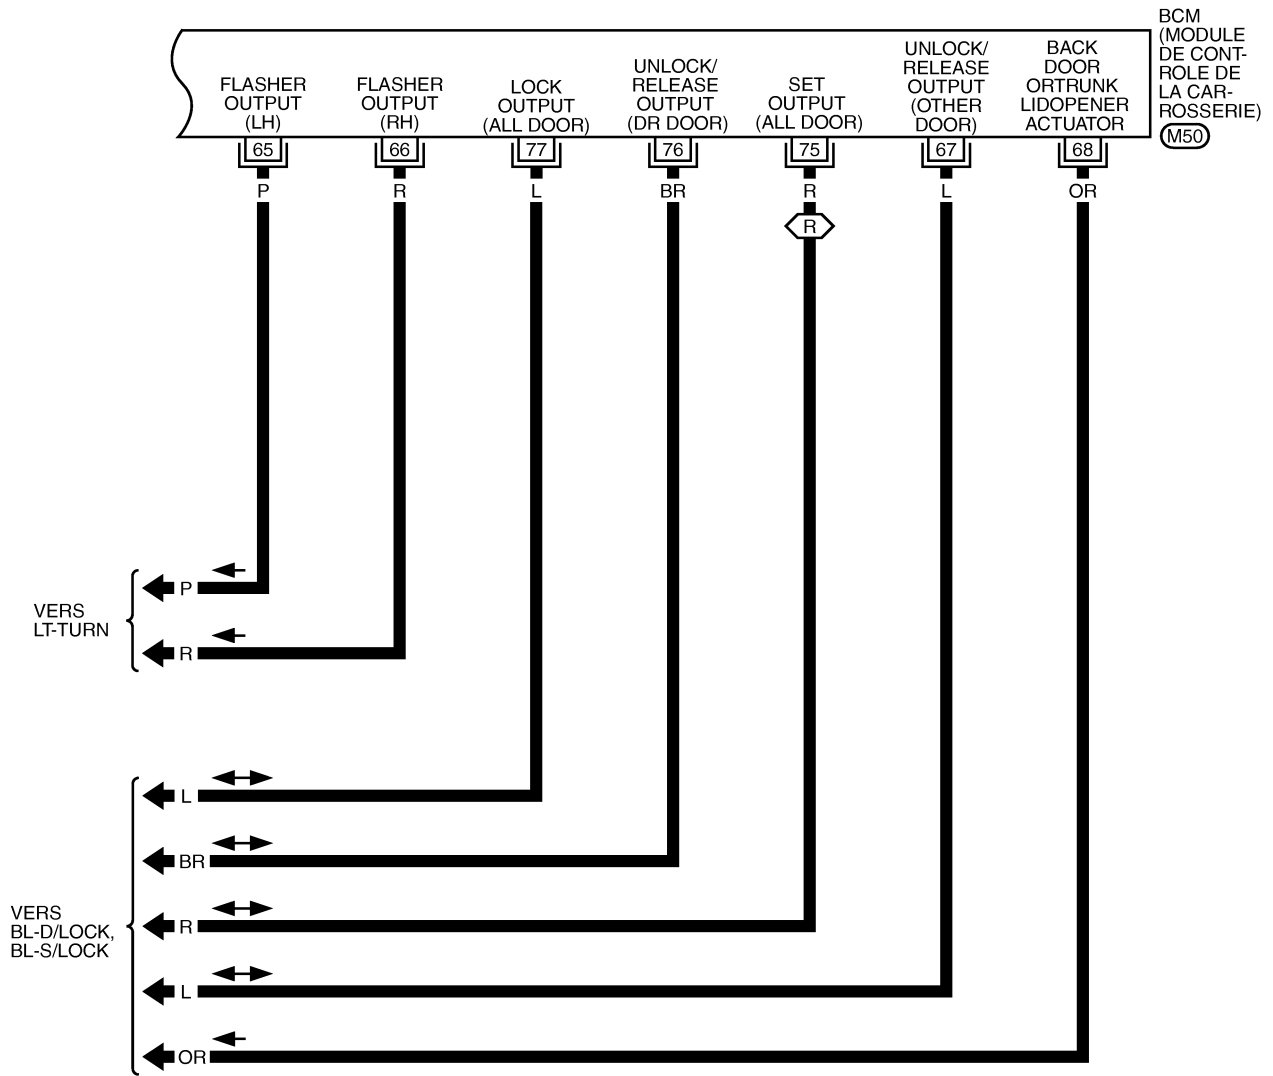 BCM
(MODULE
DE CONT-
ROLE DE
LA CAR-
ROSSERIE)
M50
FLASHER
OUTPUT
(LH)
FLASHER
OUTPUT
(RH)
LOCK
OUTPUT
(ALL DOOR)
UNLOCK/
RELEASE
OUTPUT
(DR DOOR)
SET
OUTPUT
(ALL DOOR)
UNLOCK/
RELEASE
OUTPUT
(OTHER
DOOR)
BACK
DOOR
ORTRUNK
LIDOPENER
ACTUATOR
65
66
77
76
75
67
68
P
R
L
BR
R
L
OR
R
VERS
LT-TURN
P
R
VERS
BL-D/LOCK,
BL-S/LOCK
L
BR
R
L
OR